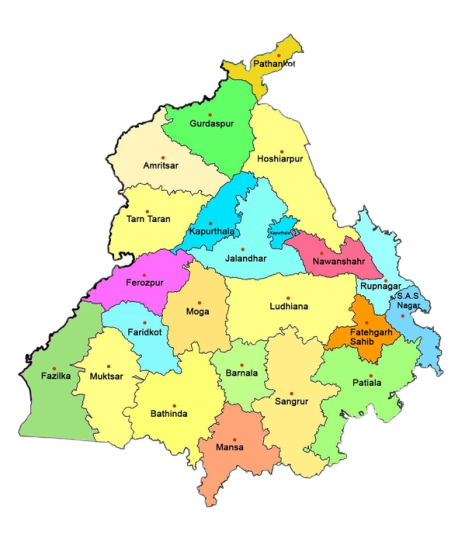 Pathankot
Gurdaspur
Hoshiarpur
Amritsar
Tarn Taran
Kapurthala
Kapurthala
Jalandhar
Nawanshahr
Ferozpur
Rupnagar
S.A.S
Nagar
Moga
Ludhiana
Faridkot
Fatehgarh
Sahib
Fazilka
Muktsar
Barnala
Patiala
Sangrur
Bathinda
Mansa